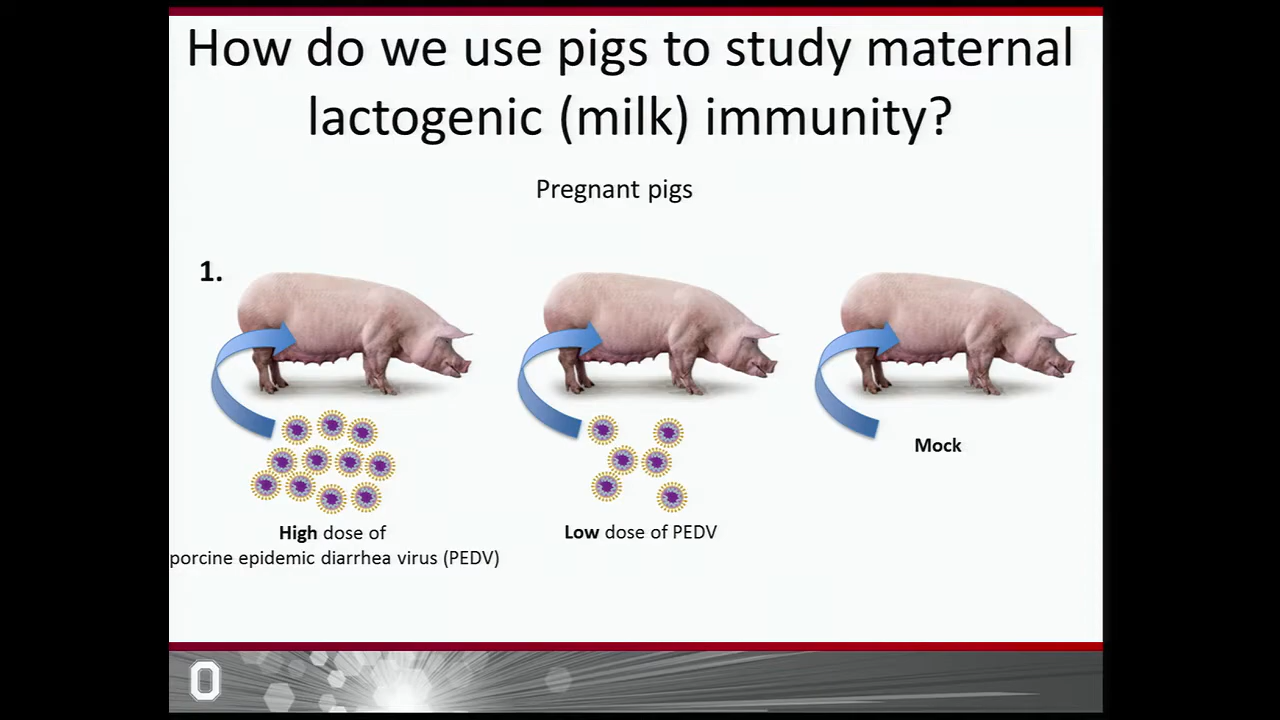 How do we use pigs to study maternal
lactogenic (milk) immunity?
Pregnant pigs
1.
Mock
High dose of
porcine epidemic diarrhea virus (PEDV)
Low dose of PEDV
O